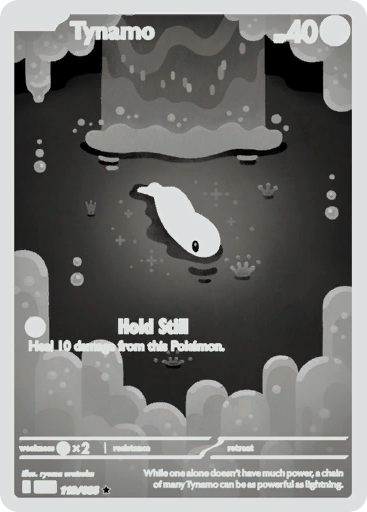 Tynamo 40
Hold Still
Heal 10 damage from this Pokémon.
weakness ×2 resistance retreat
Illus.
While one alone doesn't have much power, a chain
of many Tynamo can be as powerful as lightning.